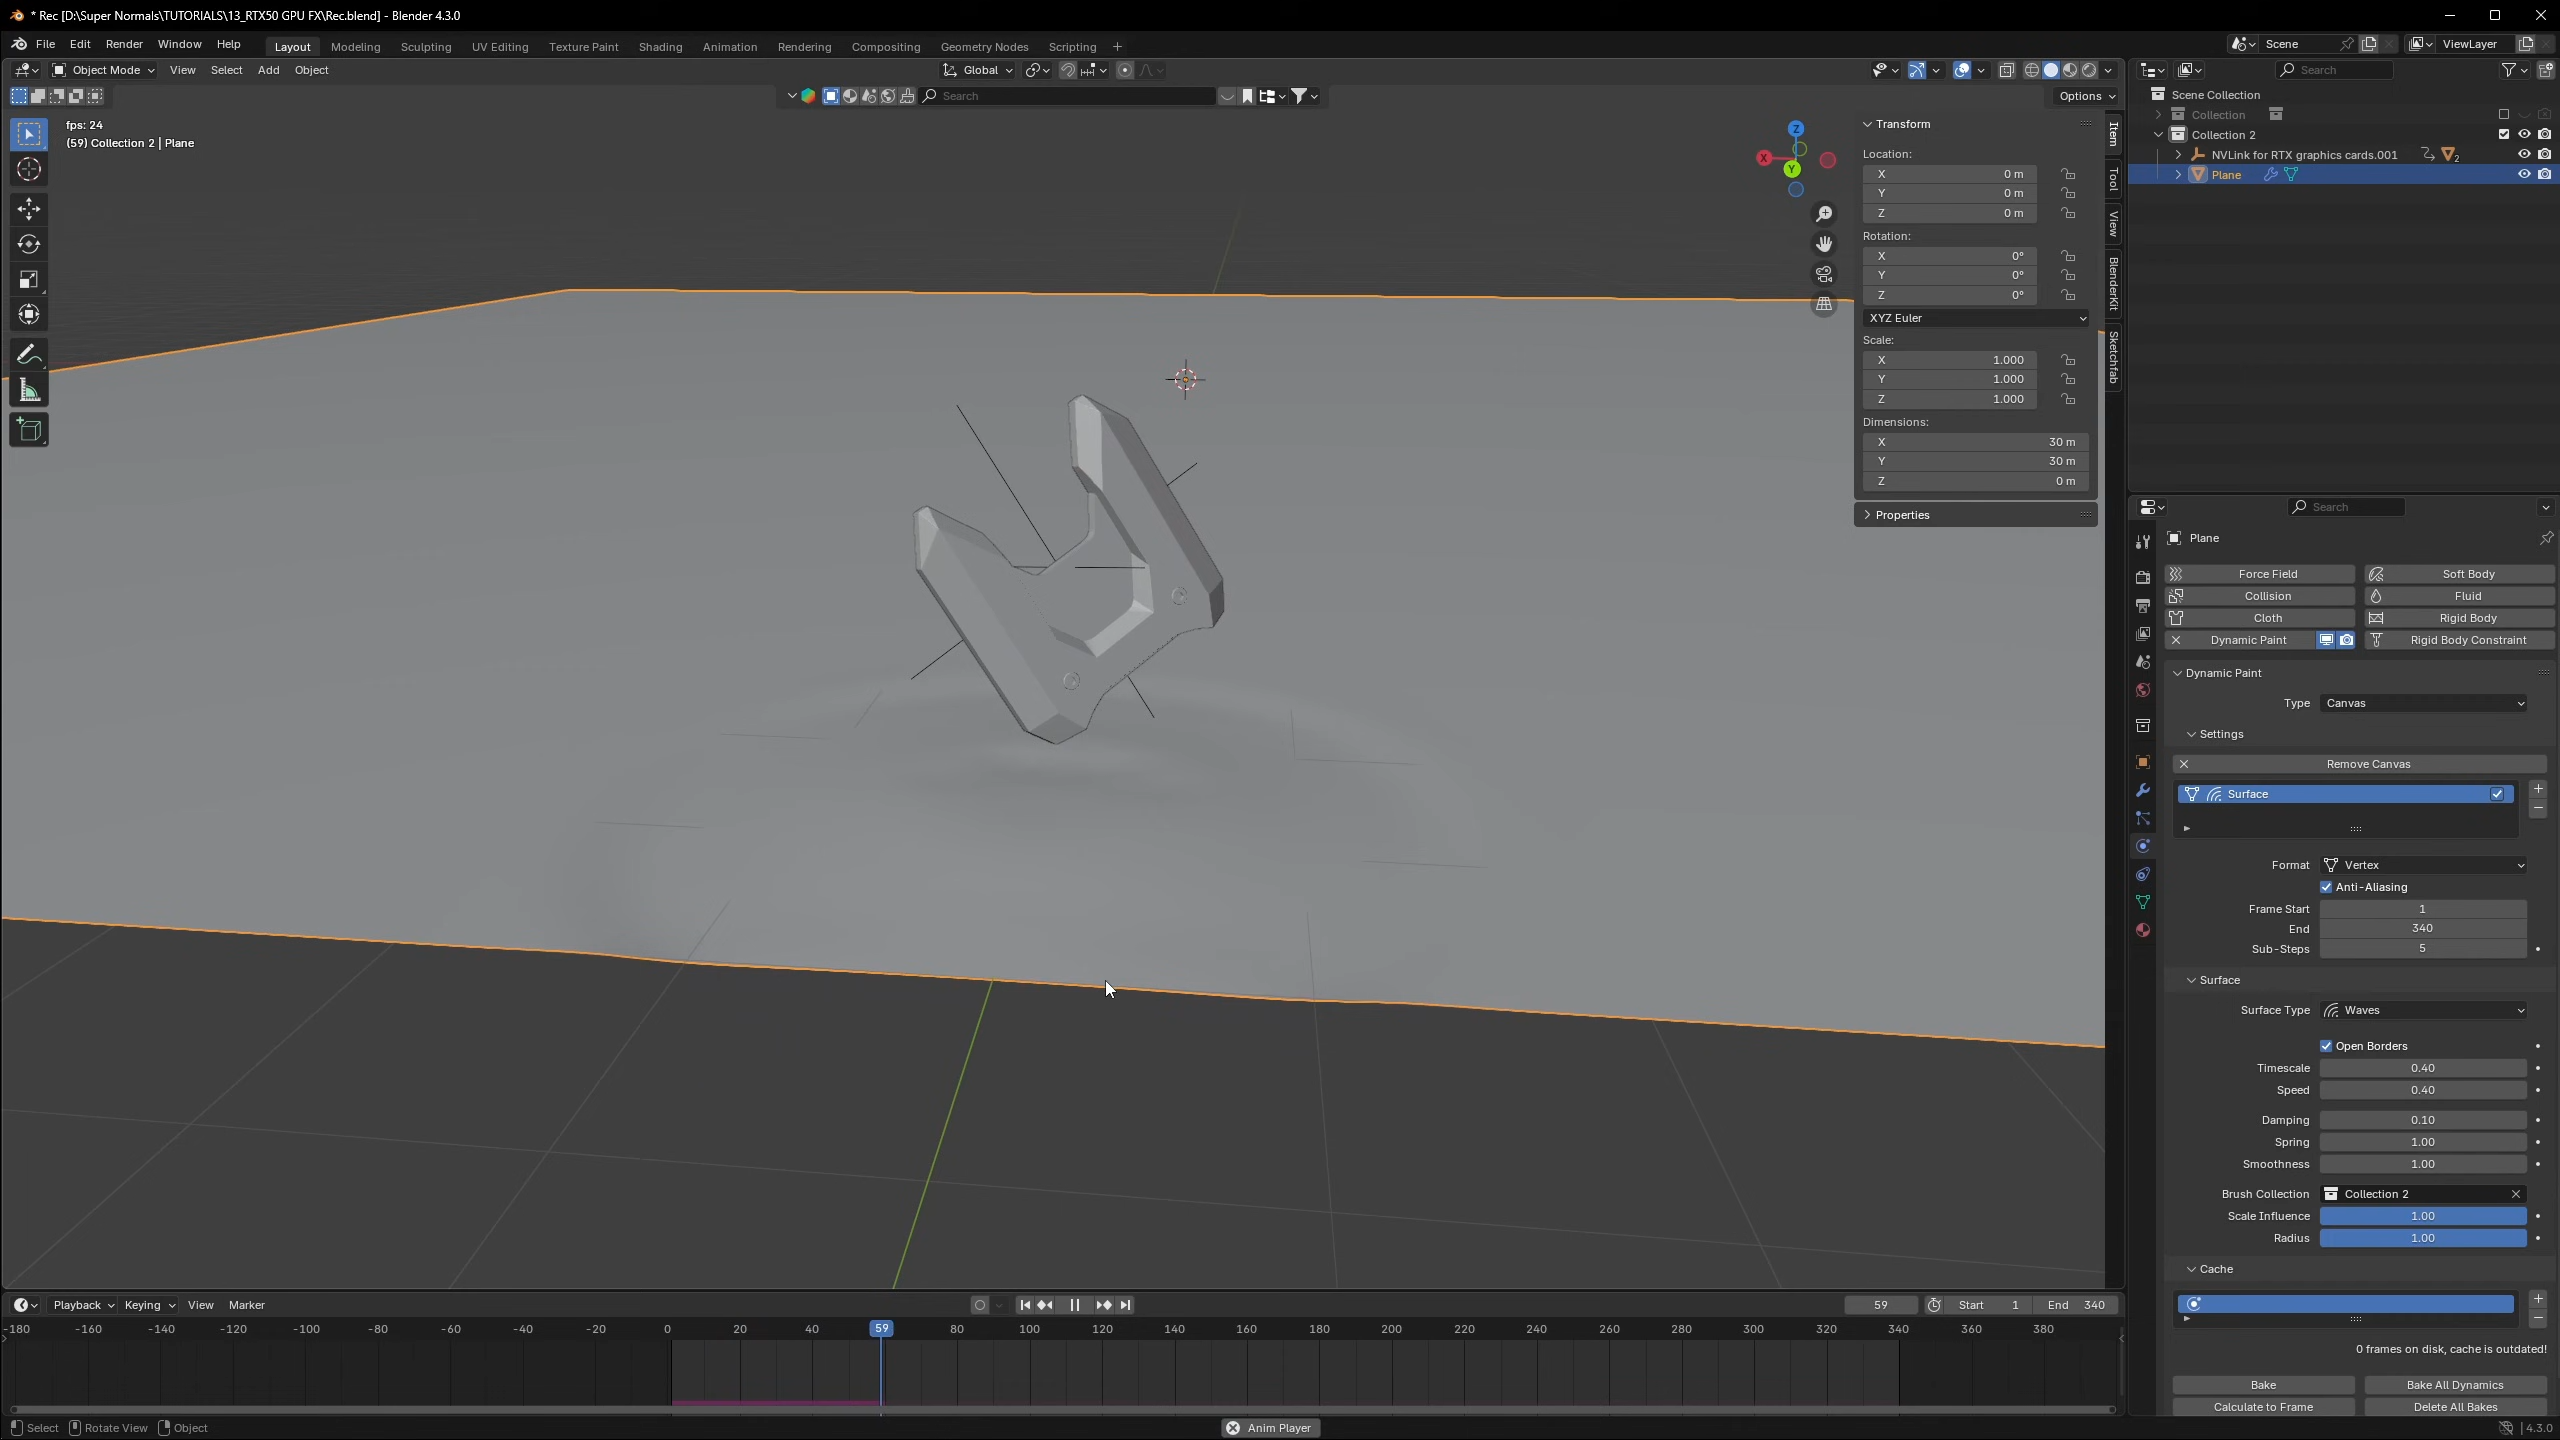 * Rec [D:\Super Normals\TUTORIALS\13_RTX50 GPU FX\Rec.blend] - Blender 4.3.0
File Edit Render Window Help Layout Modeling Sculpting UV Editing Texture Paint Shading Animation Rendering Compositing Geometry Nodes Scripting + Scene ViewLayer
Object Mode View Select Add Object Global Search
Search Options
fps: 24
(59) Collection 2 | Plane
Z
X
Y
Transform
Location:
X 0 m
Y 0 m
Z 0 m
Rotation:
X 0°
Y 0°
Z 0°
XYZ Euler
Scale:
X 1.000
Y 1.000
Z 1.000
Dimensions:
X 30 m
Y 30 m
Z 0 m
Properties
Item
Tool
View
BlenderKit
Sketchfab
Scene Collection
Collection
Collection 2
NVLink for RTX graphics cards.001 2
Plane
Search
Plane
Force Field Soft Body
Collision Fluid
Cloth Rigid Body
Dynamic Paint Rigid Body Constraint
Dynamic Paint
Type Canvas
Settings
Remove Canvas
Surface
Format Vertex
Anti-Aliasing
Frame Start 1
End 340
Sub-Steps 5
Surface
Surface Type Waves
Open Borders
Timescale 0.40
Speed 0.40
Damping 0.10
Spring 1.00
Smoothness 1.00
Brush Collection Collection 2
Scale Influence 1.00
Radius 1.00
Cache
0 frames on disk, cache is outdated!
Bake Bake All Dynamics
Calculate to Frame Delete All Bakes
Playback Keying View Marker 59 Start 1 End 340
-180 -160 -140 -120 -100 -80 -60 -40 -20 0 20 40 59 80 100 120 140 160 180 200 220 240 260 280 300 320 340 360 380
Select Rotate View Object Anim Player 4.3.0